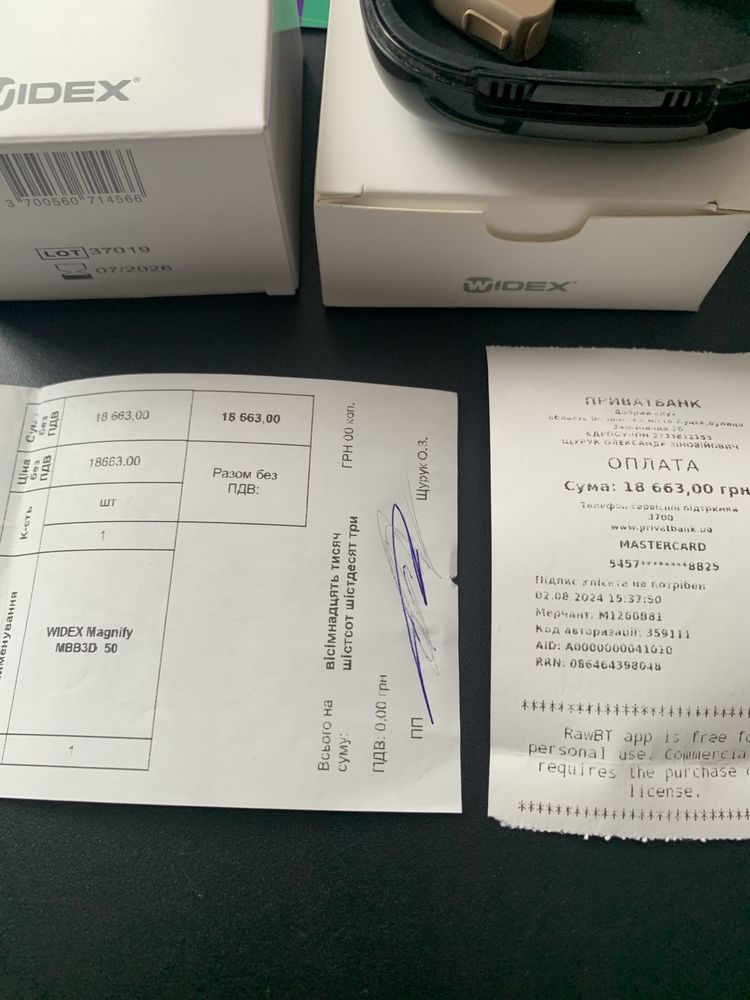 WIDEX®
3 700560 714566
LOT 37019
07/2026
WIDEX®
Сума без ПДВ
18 663,00
18 663,00
Ціна без ПДВ
18663,00
Разом без ПДВ:
К-сть
шт
1
WIDEX Magnify
MBB3D 50
1
Всього на суму:
вісімнадцять тисяч
шістсот шістдесят три
ГРН 00 коп.
ПДВ: 0,00 грн
ПП
Щурук О.З.
ПРИВАТБАНК
ЩУРУК ОЛЕКСАНДР ЗІНОВІЙОВИЧ
ОПЛАТА
Сума: 18 663,00 грн
Телефон сервісної підтримки
3700
www.privatbank.ua
MASTERCARD
5457*******8825
Підпис клієнта не потрібен
02.08.2024 15:37:50
Мерчант: M1266881
Код авторизації: 359111
AID: A0000000041010
RRN: 086464398048
RawBT app is free fo
personal use. Commercia
requires the purchase o
license.